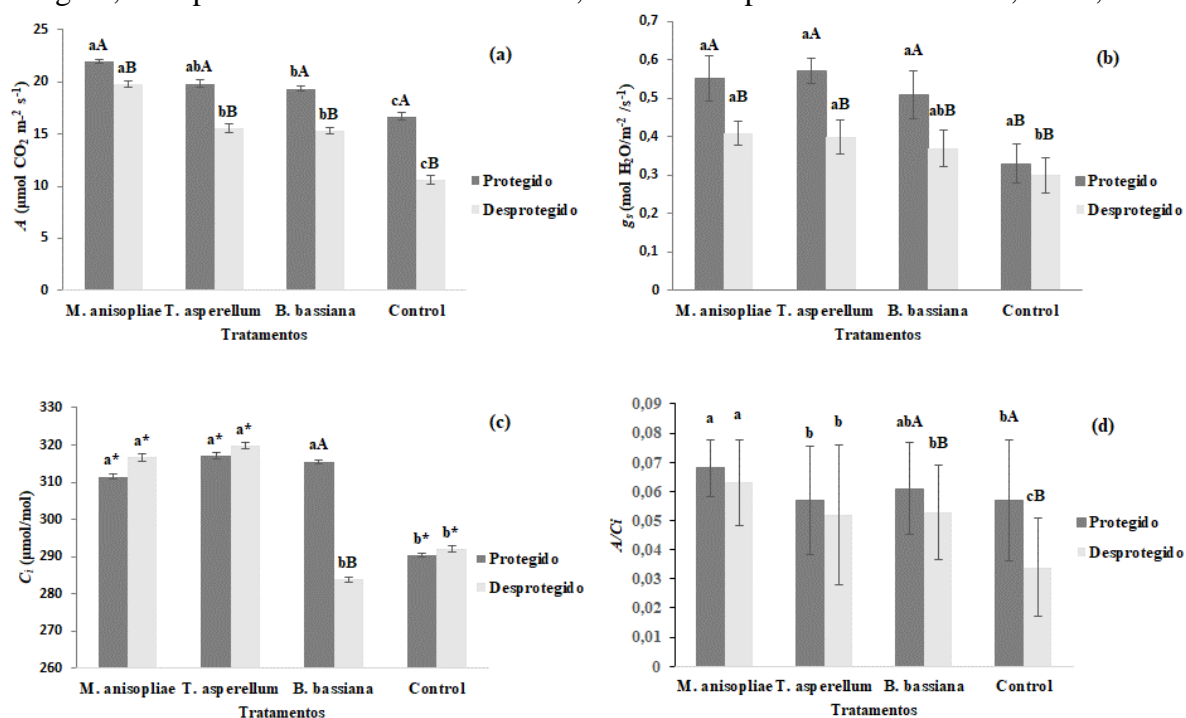 25
20
15
10
5
0
A (µmol CO2 m-2 s-1)
aA
aB
abA
bB
bA
bB
cA
cB
(a)
Protegido
Desprotegido
M. anisopliae T. asperellum B. bassiana Control
Tratamentos
0,7
0,6
0,5
0,4
0,3
0,2
0,1
0
gs (mol H2O/m-2 /s-1)
aA
aB
aA
aB
aA
abB
aB
bB
(b)
Protegido
Desprotegido
M. anisopliae T. asperellum B. bassiana Control
Tratamentos
330
320
310
300
290
280
270
260
Ci (µmol/mol)
a*
a*
a*
a*
aA
bB
b*
b*
(c)
Protegido
Desprotegido
M. anisopliae T. asperellum B. bassiana Control
Tratamentos
0,09
0,08
0,07
0,06
0,05
0,04
0,03
0,02
0,01
0
A/Ci
a
a
b
b
abA
bB
bA
cB
(d)
Protegido
Desprotegido
M. anisopliae T. asperellum B. bassiana Control
Tratamentos